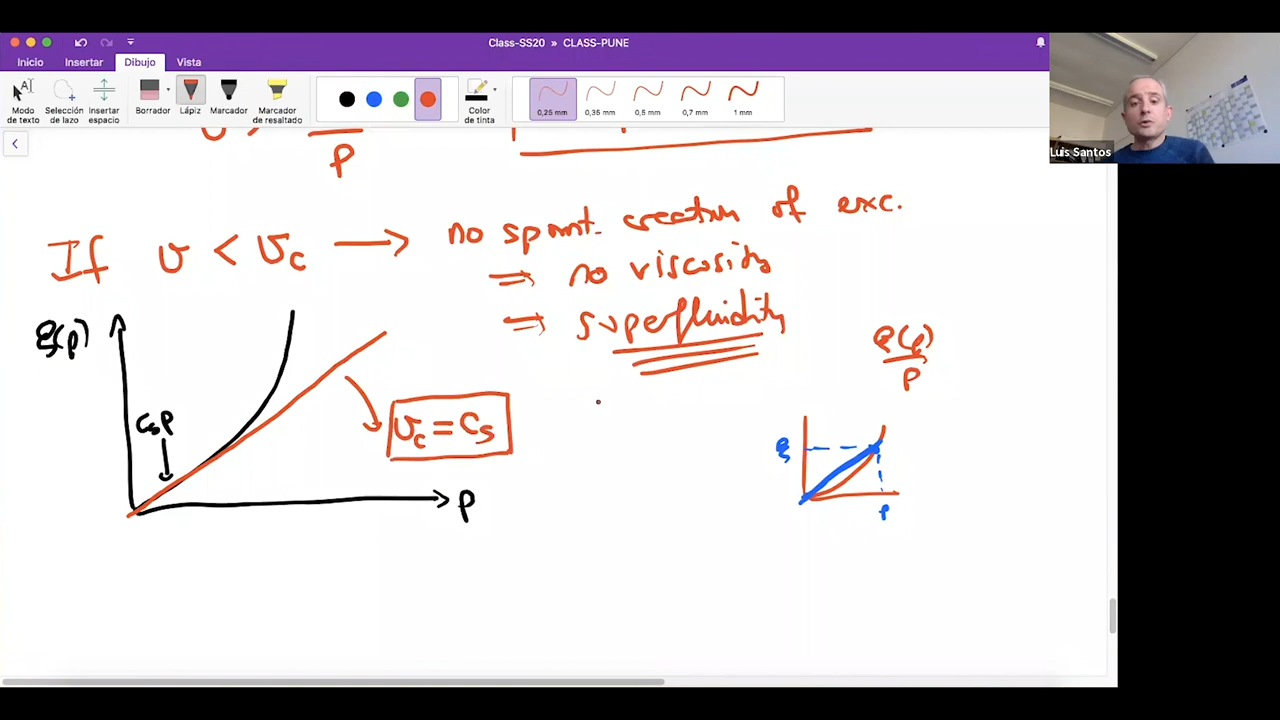 Class-SS20 » CLASS-PUNE
Inicio Insertar Dibujo Vista
Modo de texto
Selección de lazo
Insertar espacio
Borrador
Lápiz
Marcador
Marcador de resaltado
Color de tinta
0,25 mm 0,35 mm 0,5 mm 0,7 mm 1 mm
Luis Santos
P
If v < vc → no spont. creation of exc.
⇒ no viscosity
⇒ superfluidity
ξ(p)
csp
vc = cs
p
p
ξ
p